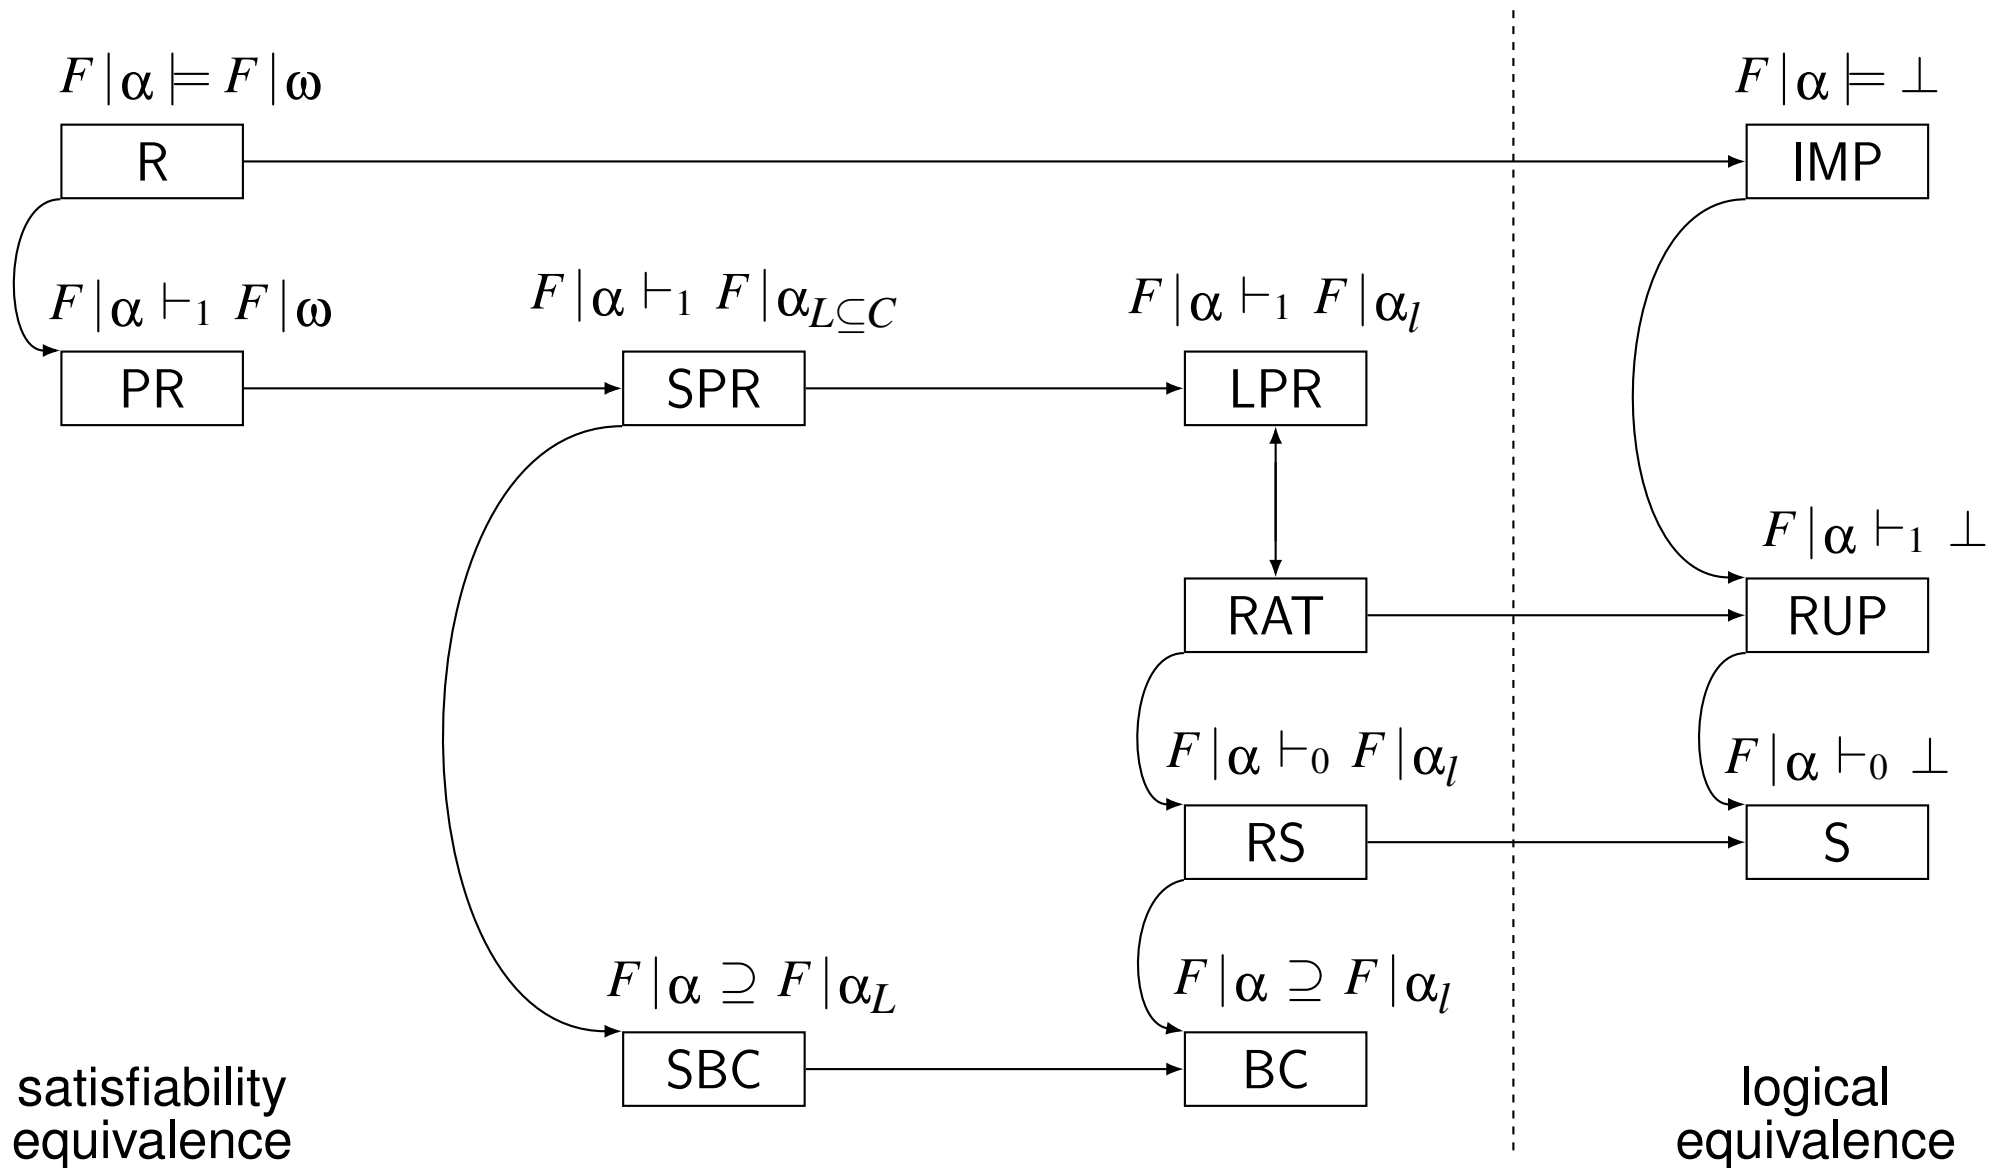 F|α ⊨ F|ω
F|α ⊨ ⊥
R
IMP
F|α ⊢₁ F|ω
F|α ⊢₁ F|α_{L⊆C}
F|α ⊢₁ F|α_l
PR
SPR
LPR
F|α ⊢₁ ⊥
RAT
RUP
F|α ⊢₀ F|α_l
F|α ⊢₀ ⊥
RS
S
F|α ⊇ F|α_L
F|α ⊇ F|α_l
SBC
BC
satisfiability
equivalence
logical
equivalence